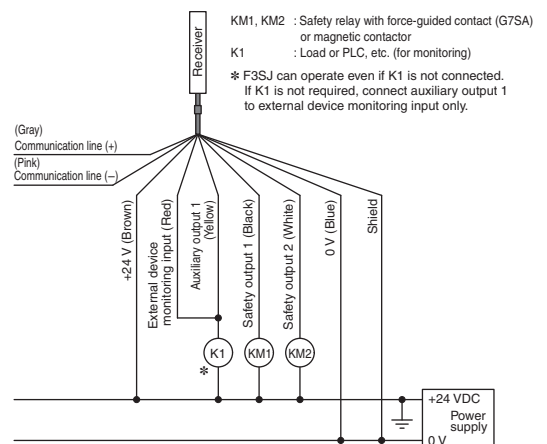 Receiver
KM1, KM2 : Safety relay with force-guided contact (G7SA)
or magnetic contactor
K1 : Load or PLC, etc. (for monitoring)
* F3SJ can operate even if K1 is not connected.
If K1 is not required, connect auxiliary output 1
to external device monitoring input only.
(Gray)
Communication line (+)
(Pink)
Communication line (−)
+24 V (Brown)
External device
monitoring input (Red)
Auxiliary output 1
(Yellow)
Safety output 1 (Black)
Safety output 2 (White)
0 V (Blue)
Shield
K1
KM1
KM2
*
+24 VDC
Power
supply
0 V